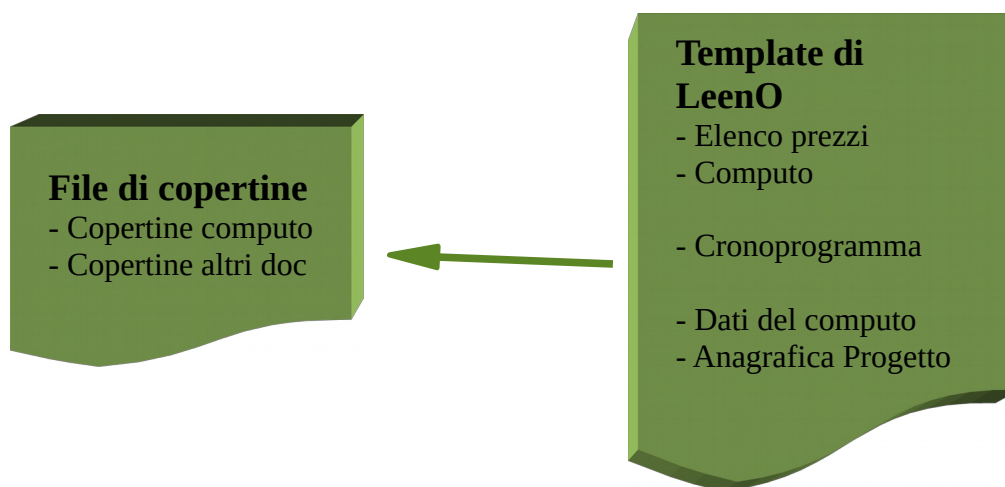 File di copertine
- Copertine computo
- Copertine altri doc
Template di
LeenO
- Elenco prezzi
- Computo
- Cronoprogramma
- Dati del computo
- Anagrafica Progetto